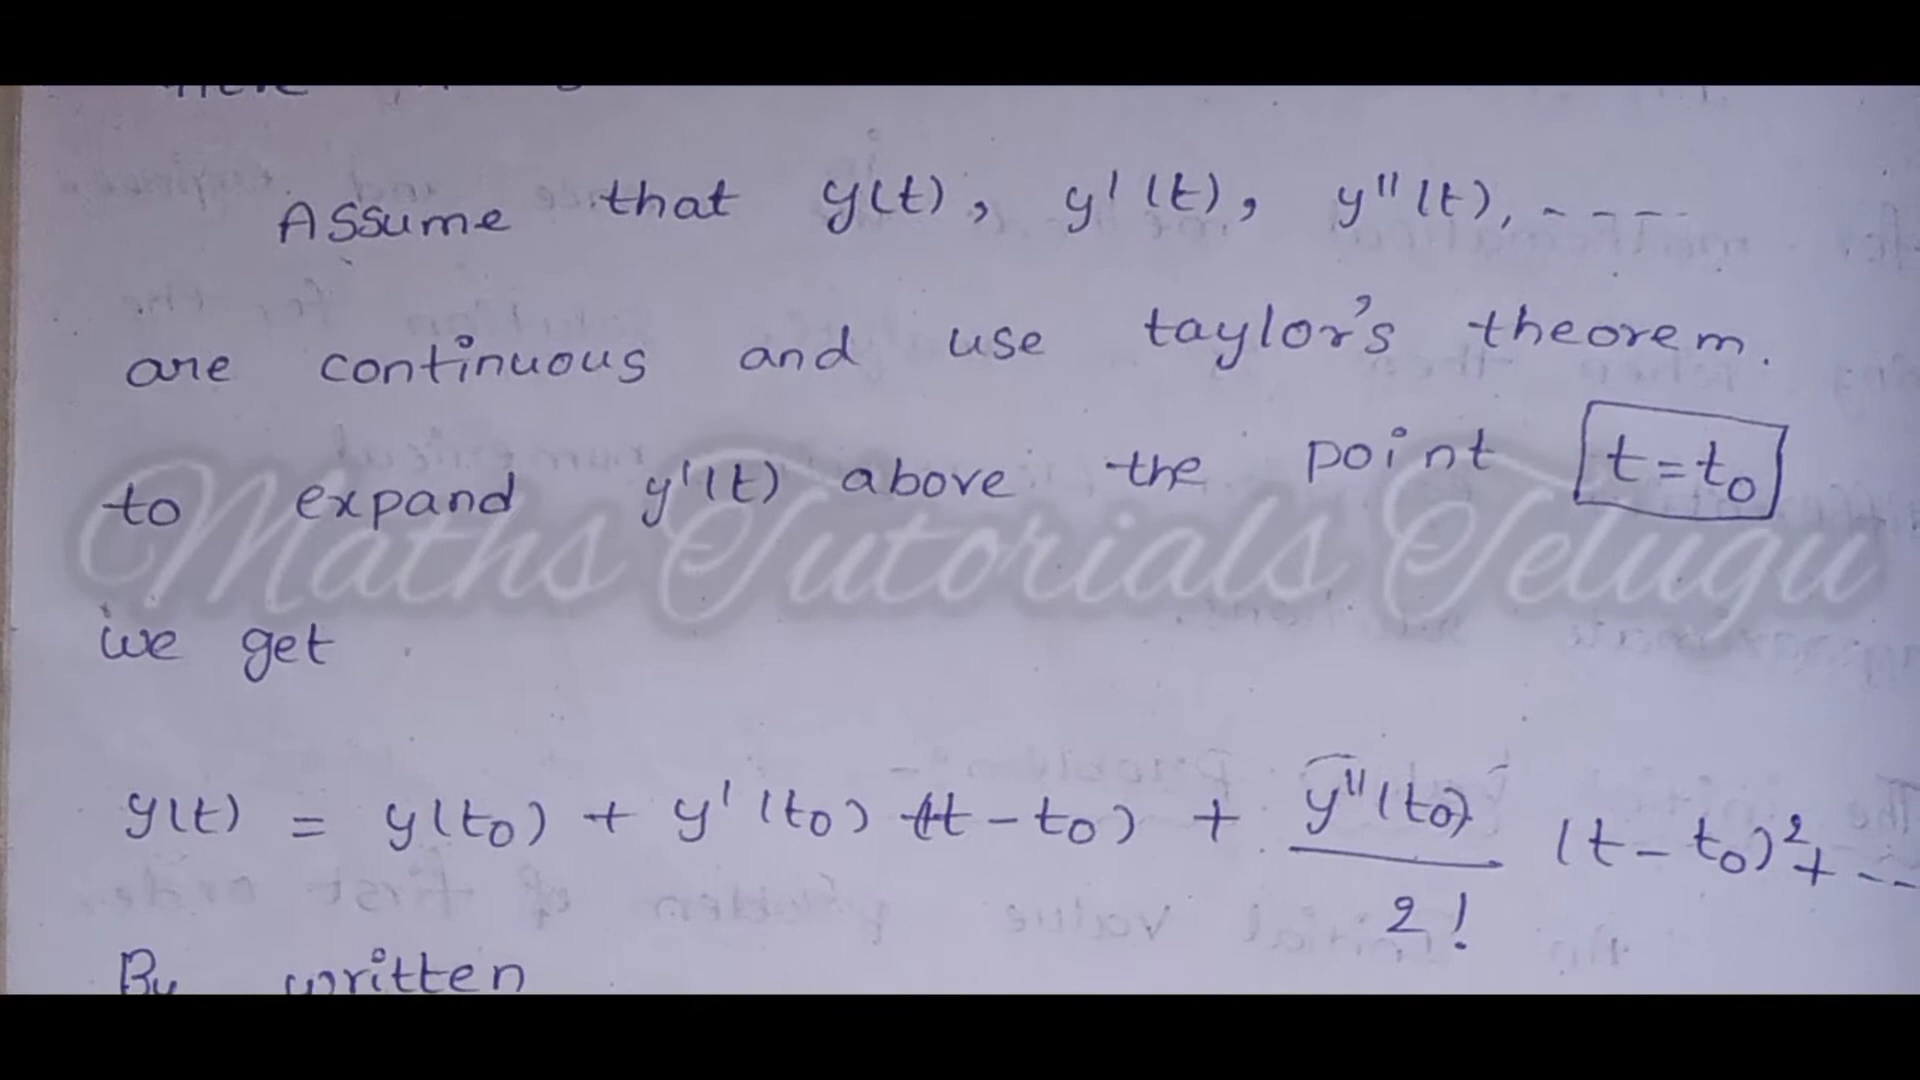 Assume that y(t), y'(t), y''(t), ----
are continuous and use taylor's theorem.
to expand y'(t) above the point t=t₀
Maths Tutorials Telugu
we get
y(t) = y(t₀) + y'(t₀) (t-t₀) + y''(t₀)/2! (t-t₀)² + --
By written